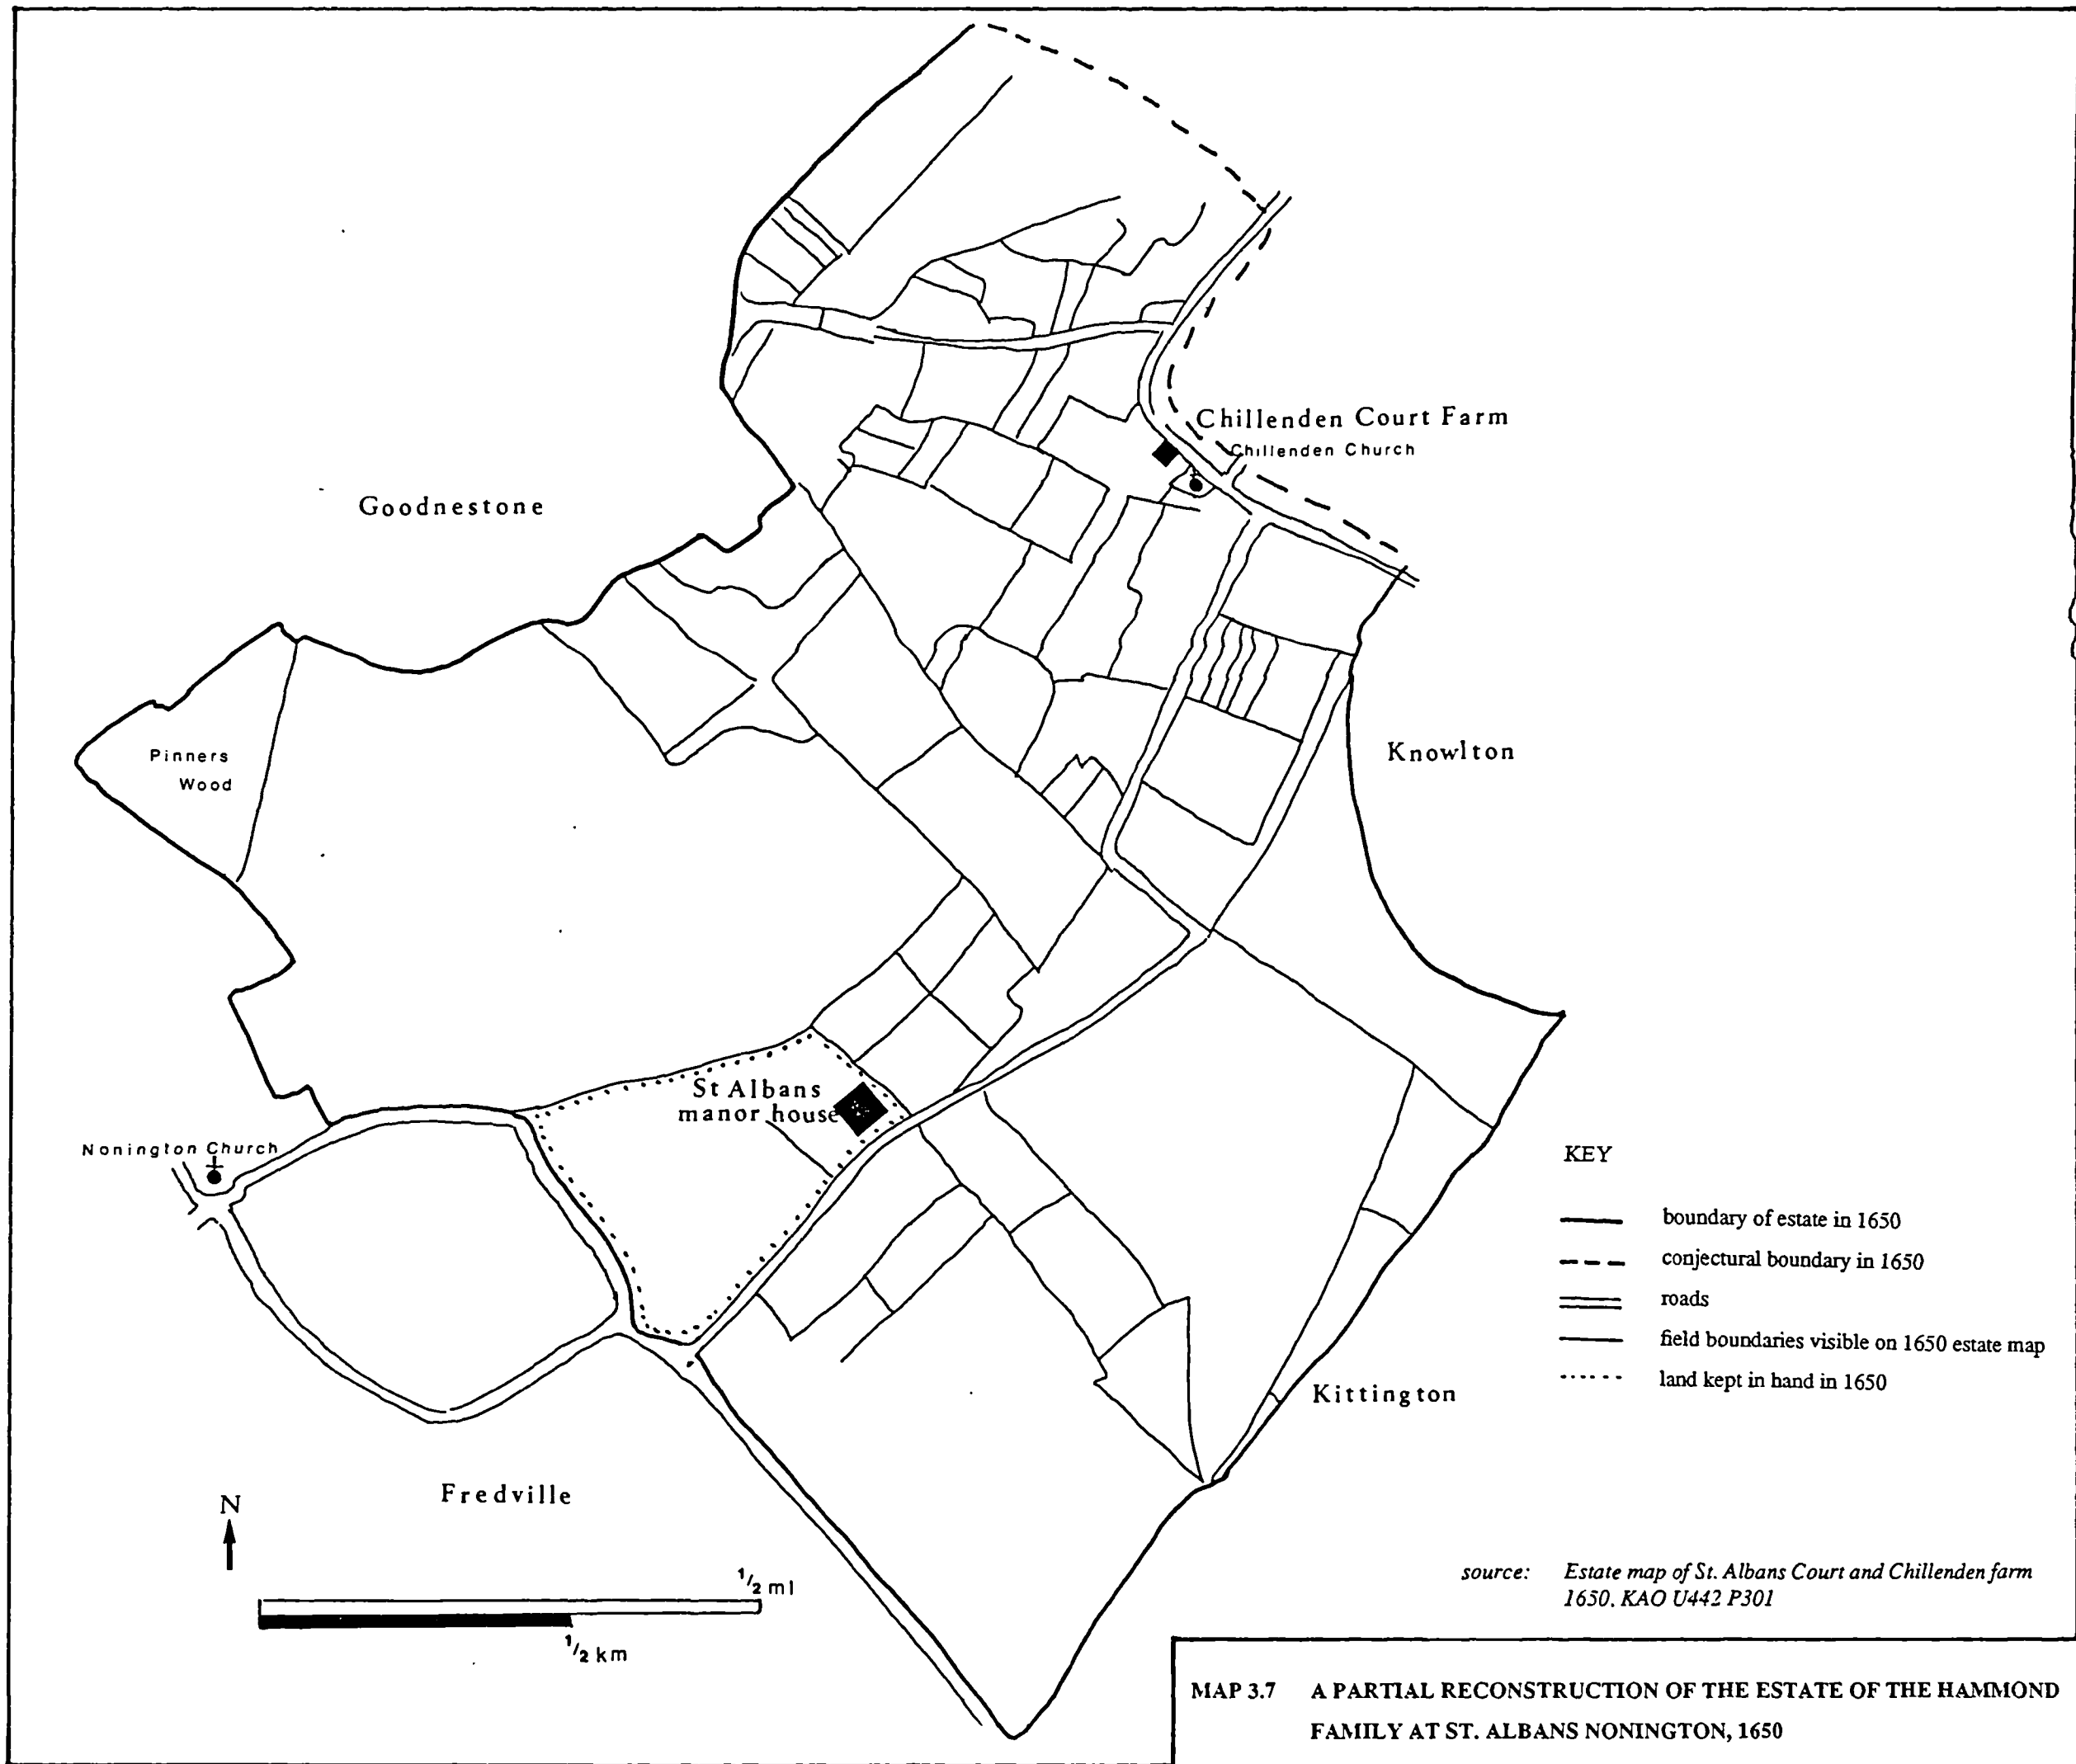 Chillenden Court Farm
Chillenden Church
Goodnestone
Pinners
Wood
Knowlton
St Albans
manor house
Nonington Church
KEY
boundary of estate in 1650
conjectural boundary in 1650
roads
field boundaries visible on 1650 estate map
land kept in hand in 1650
Kittington
Fredville
N
1/2 ml
1/2 km
source: Estate map of St. Albans Court and Chillenden farm
1650. KAO U442 P301
MAP 3.7 A PARTIAL RECONSTRUCTION OF THE ESTATE OF THE HAMMOND
FAMILY AT ST. ALBANS NONINGTON, 1650